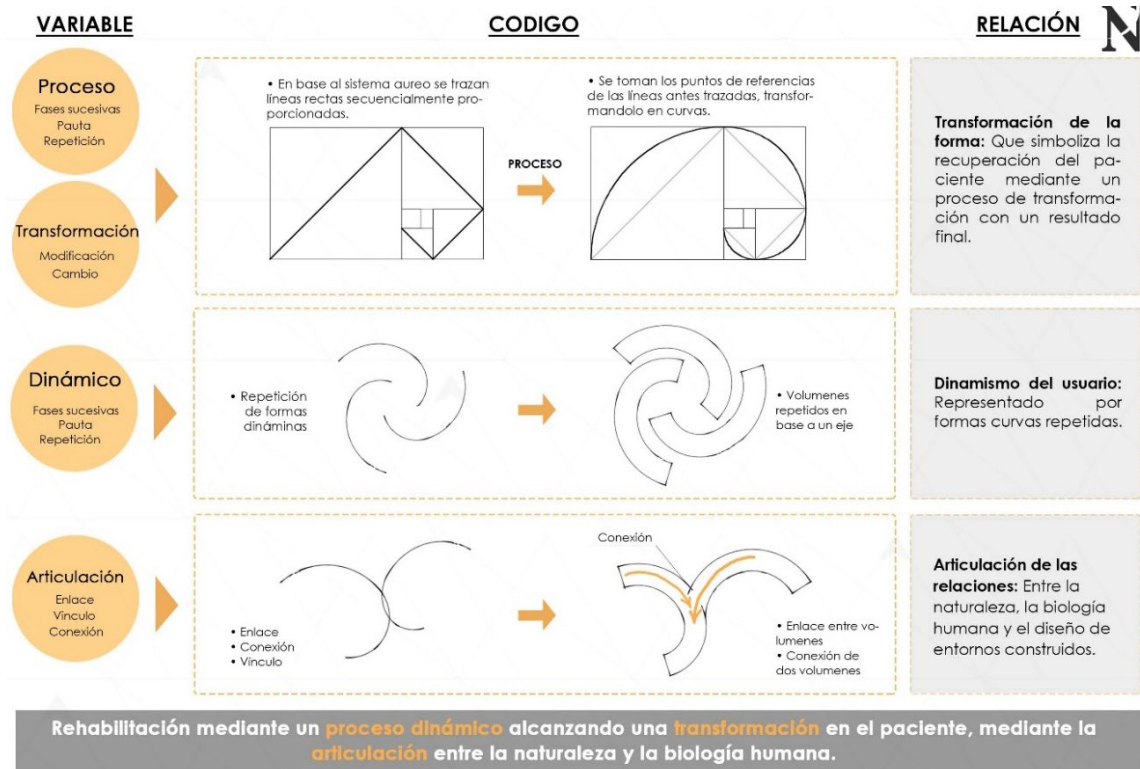 VARIABLE
CODIGO
RELACIÓN
N
Proceso
Fases sucesivas
Pauta
Repetición
Transformación
Modificación
Cambio
• En base al sistema aureo se trazan
líneas rectas secuencialmente pro-
porcionadas.
PROCESO
• Se toman los puntos de referencias
de las líneas antes trazadas, transfor-
mandolo en curvas.
Transformación de la
forma: Que simboliza la
recuperación del pa-
ciente mediante un
proceso de transforma-
ción con un resultado
final.
Dinámico
Fases sucesivas
Pauta
Repetición
• Repetición
de formas
dináminas
• Volumenes
repetidos en
base a un eje
Dinamismo del usuario:
Representado por
formas curvas repetidas.
Articulación
Enlace
Vinculo
Conexión
• Enlace
• Conexión
• Vínculo
Conexión
• Enlace entre vo-
lumenes
• Conexión de
dos volumenes
Articulación de las
relaciones: Entre la
naturaleza, la biología
humana y el diseño de
entornos construidos.
Rehabilitación mediante un proceso dinámico alcanzando una transformación en el paciente, mediante la
articulación entre la naturaleza y la biología humana.